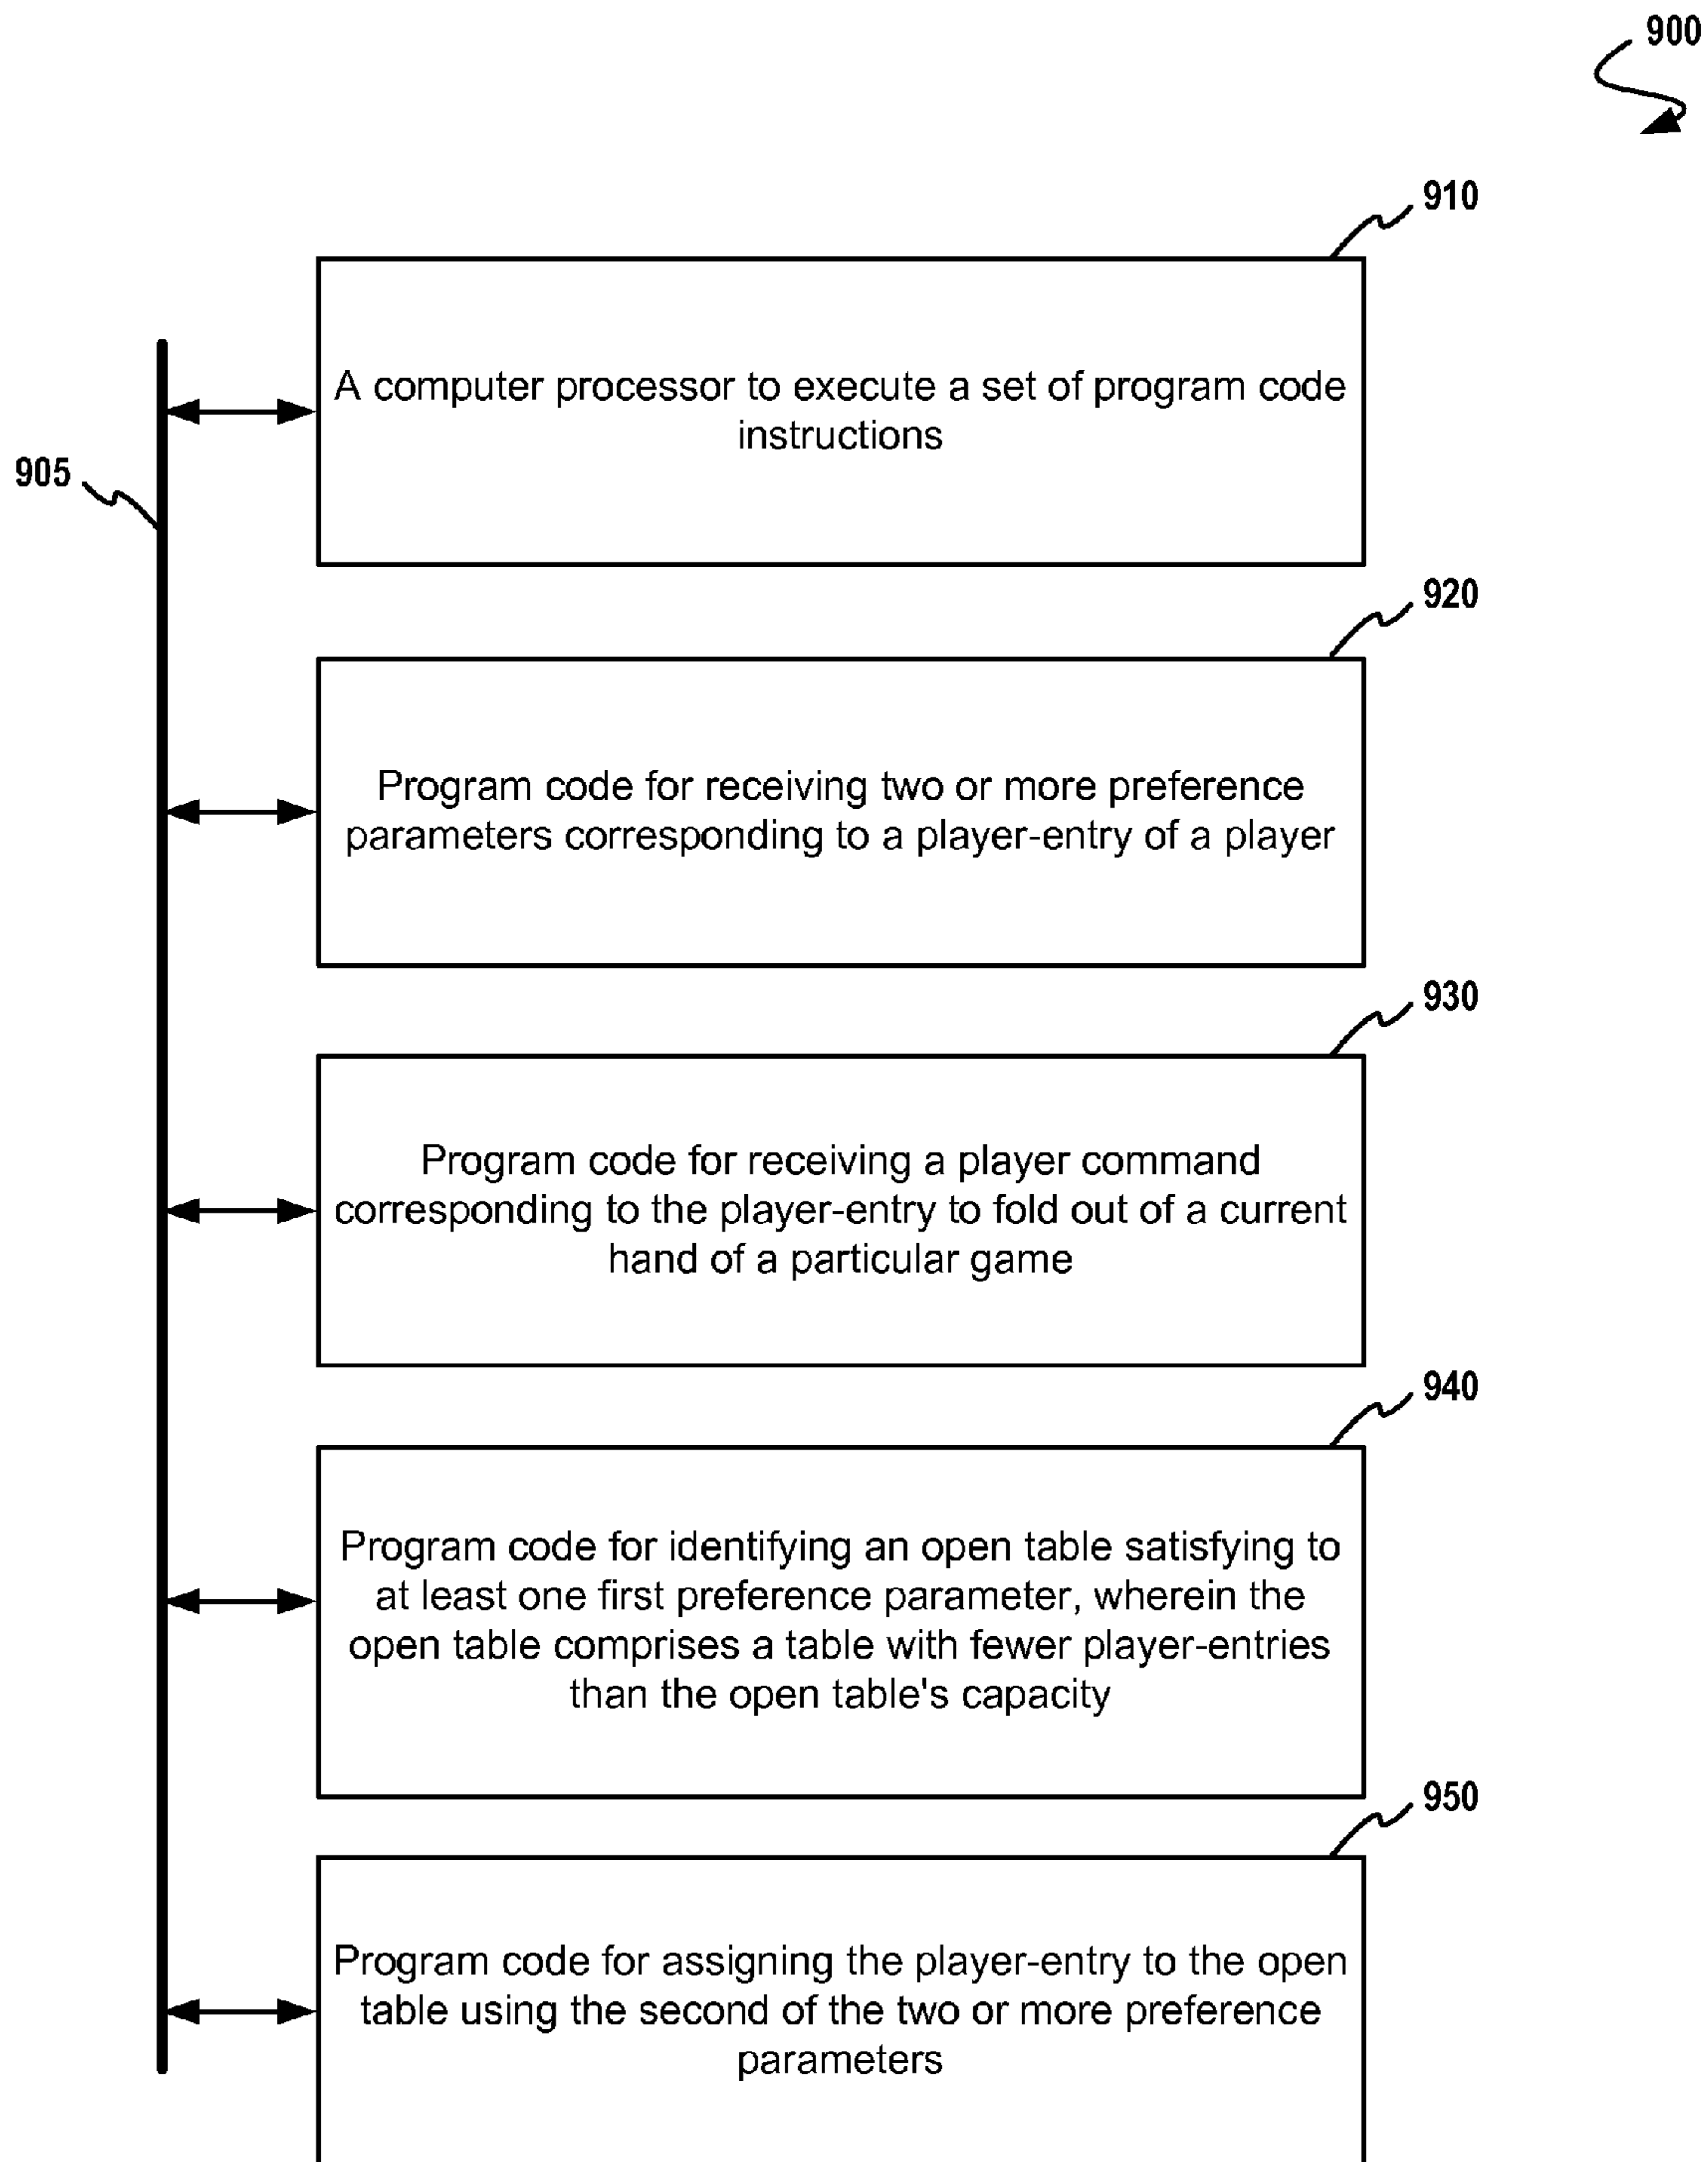 900
910
A computer processor to execute a set of program code
instructions
905
920
Program code for receiving two or more preference
parameters corresponding to a player-entry of a player
930
Program code for receiving a player command
corresponding to the player-entry to fold out of a current
hand of a particular game
940
Program code for identifying an open table satisfying to
at least one first preference parameter, wherein the
open table comprises a table with fewer player-entries
than the open table's capacity
950
Program code for assigning the player-entry to the open
table using the second of the two or more preference
parameters